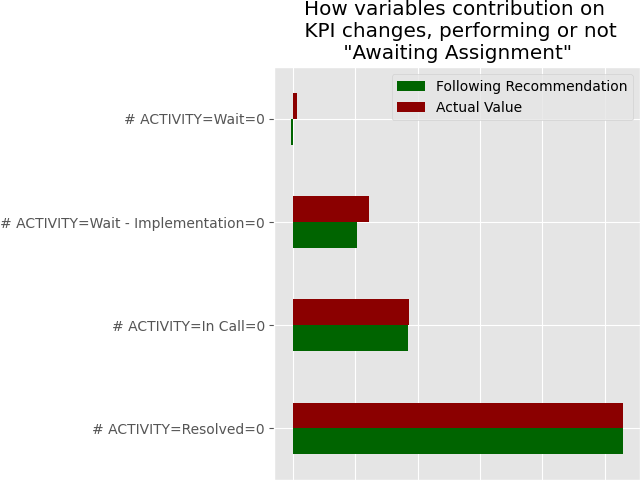 How variables contribution on
KPI changes, performing or not
"Awaiting Assignment"
Following Recommendation
Actual Value
# ACTIVITY=Wait=0
# ACTIVITY=Wait - Implementation=0
# ACTIVITY=In Call=0
# ACTIVITY=Resolved=0